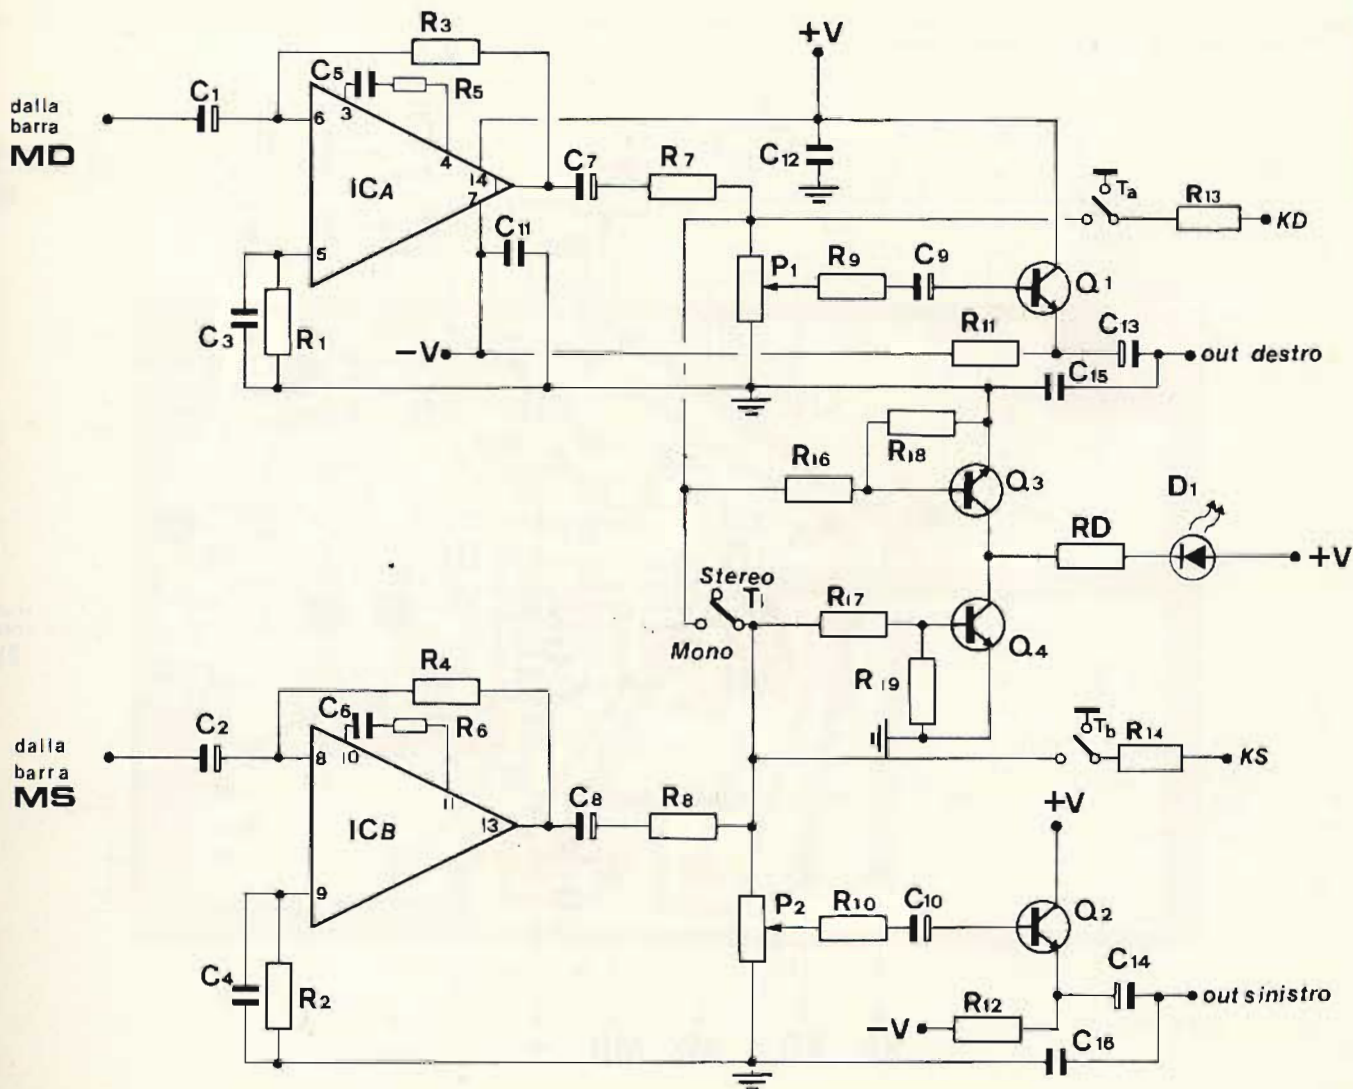 R3
+V
C5
R5
3
dalla
barra
MD
C1
6
4
C7
R7
C12
14
ICA
7
Ta
R13
KD
C11
5
P1
R9
C9
Q1
C3
R1
-V
R11
C13
out destro
C15
R18
R16
Q3
D1
RD
+V
Stereo
T1
R17
Mono
Q4
R4
R19
C6
R6
C2
dalla
barra
MS
8
10
11
Tb
R14
KS
C8
R8
ICB
13
+V
9
P2
R10
C10
Q2
C4
R2
C14
R12
out sinistro
-V
C16